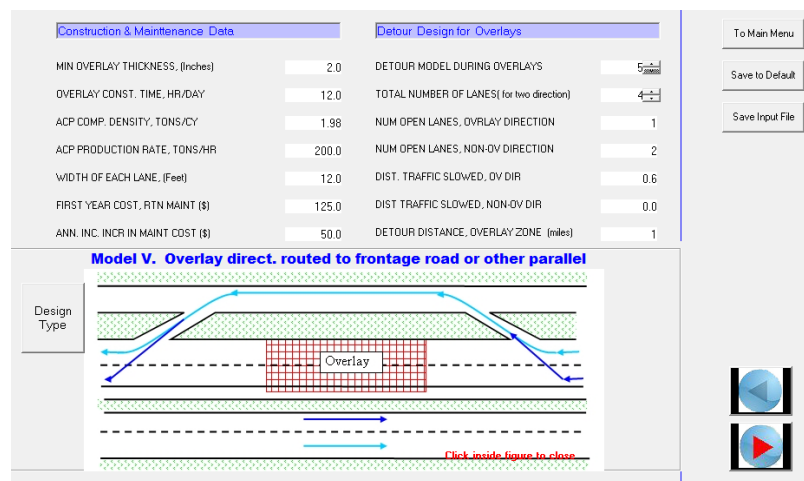 Construction & Mainttenance Data
MIN OVERLAY THICKNESS, (Inches) 2.0
OVERLAY CONST. TIME, HR/DAY 12.0
ACP COMP. DENSITY, TONS/CY 1.98
ACP PRODUCTION RATE, TONS/HR 200.0
WIDTH OF EACH LANE, (Feet) 12.0
FIRST YEAR COST, RTN MAINT ($) 125.0
ANN. INC. INCR IN MAINT COST ($) 50.0
Detour Design for Overlays
DETOUR MODEL DURING OVERLAYS 5
TOTAL NUMBER OF LANES( for two direction) 4
NUM OPEN LANES, OVRLAY DIRECTION 1
NUM OPEN LANES, NON-OV DIRECTION 2
DIST. TRAFFIC SLOWED, OV DIR 0.6
DIST TRAFFIC SLOWED, NON-OV DIR 0.0
DETOUR DISTANCE, OVERLAY ZONE (miles) 1
To Main Menu
Save to Default
Save Input File
Model V. Overlay direct. routed to frontage road or other parallel
Design
Type
Overlay
Click inside figure to close